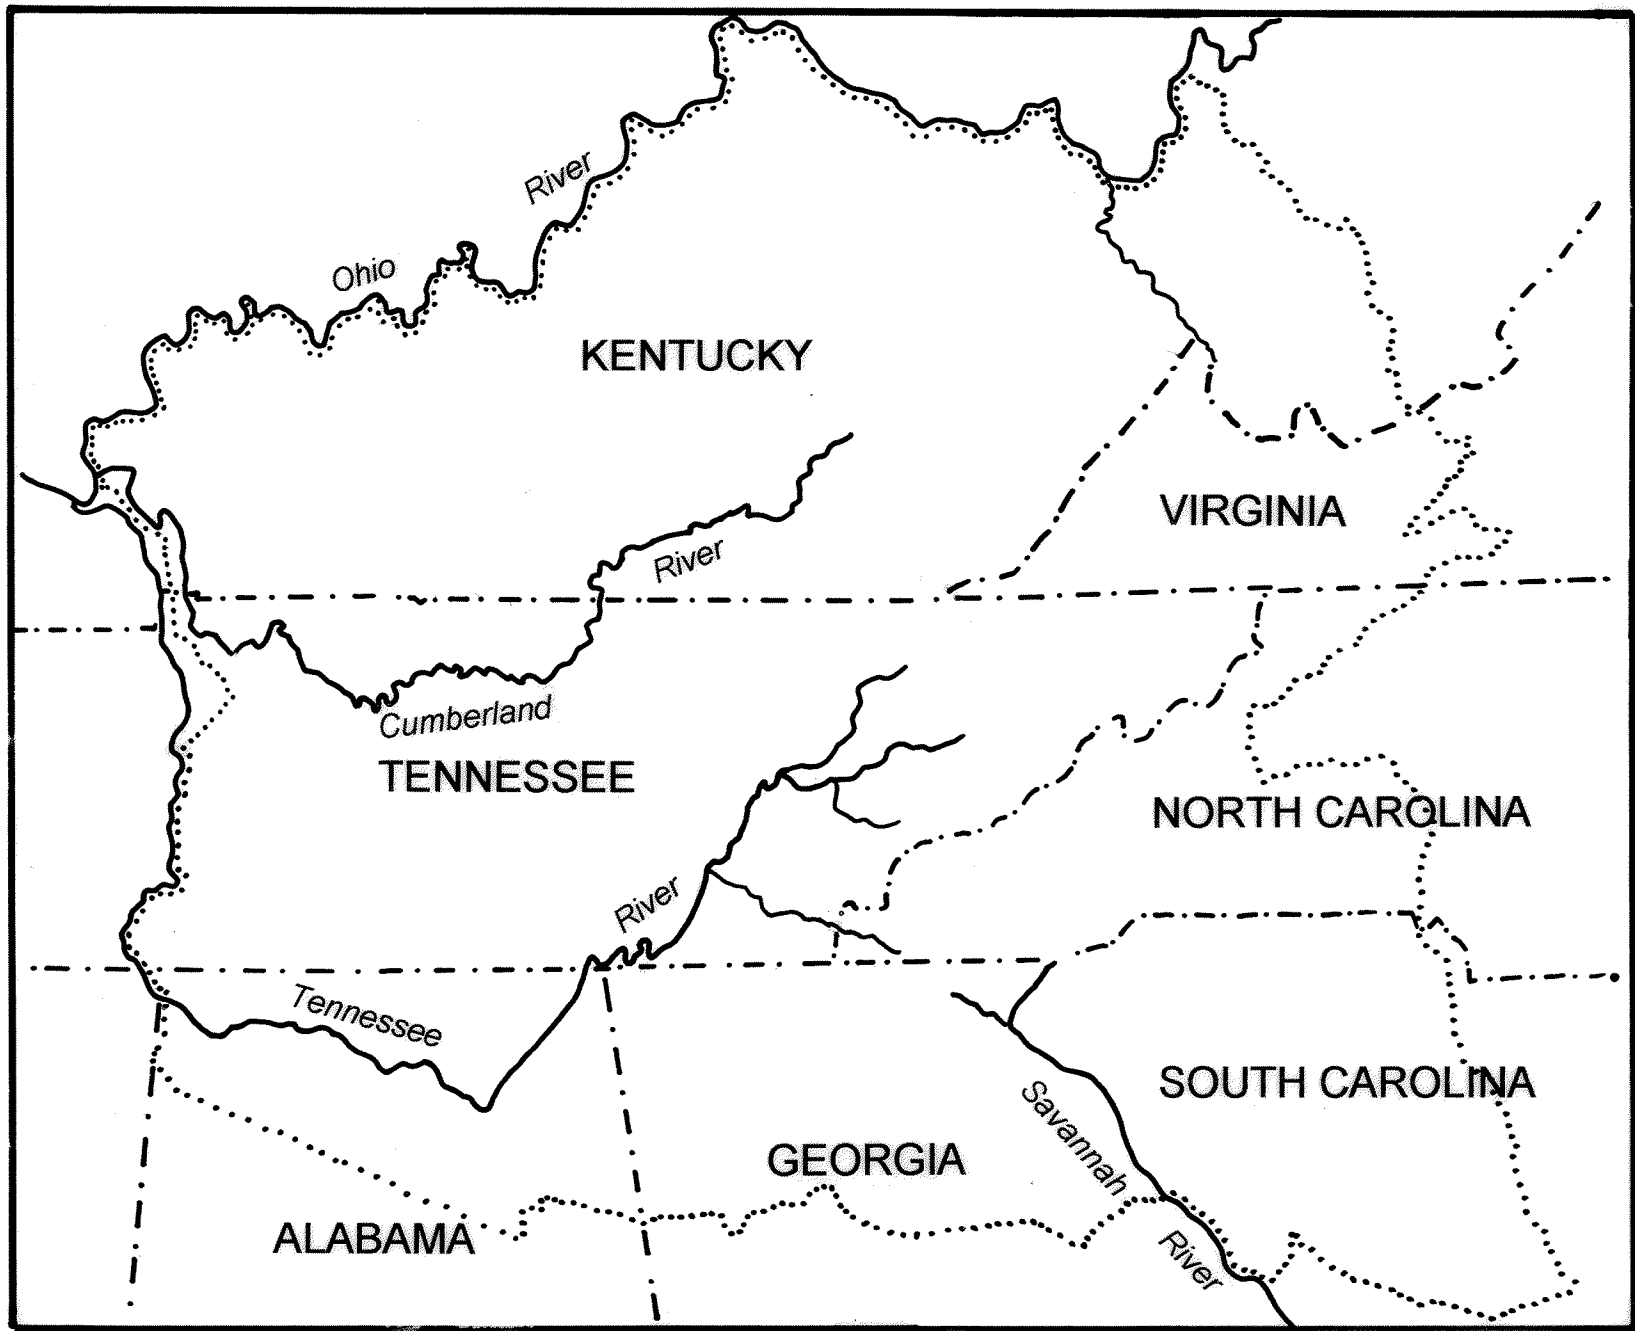 River
Ohio
KENTUCKY
VIRGINIA
River
Cumberland
TENNESSEE
NORTH CAROLINA
River
Tennessee
SOUTH CAROLINA
Savannah
GEORGIA
ALABAMA
River